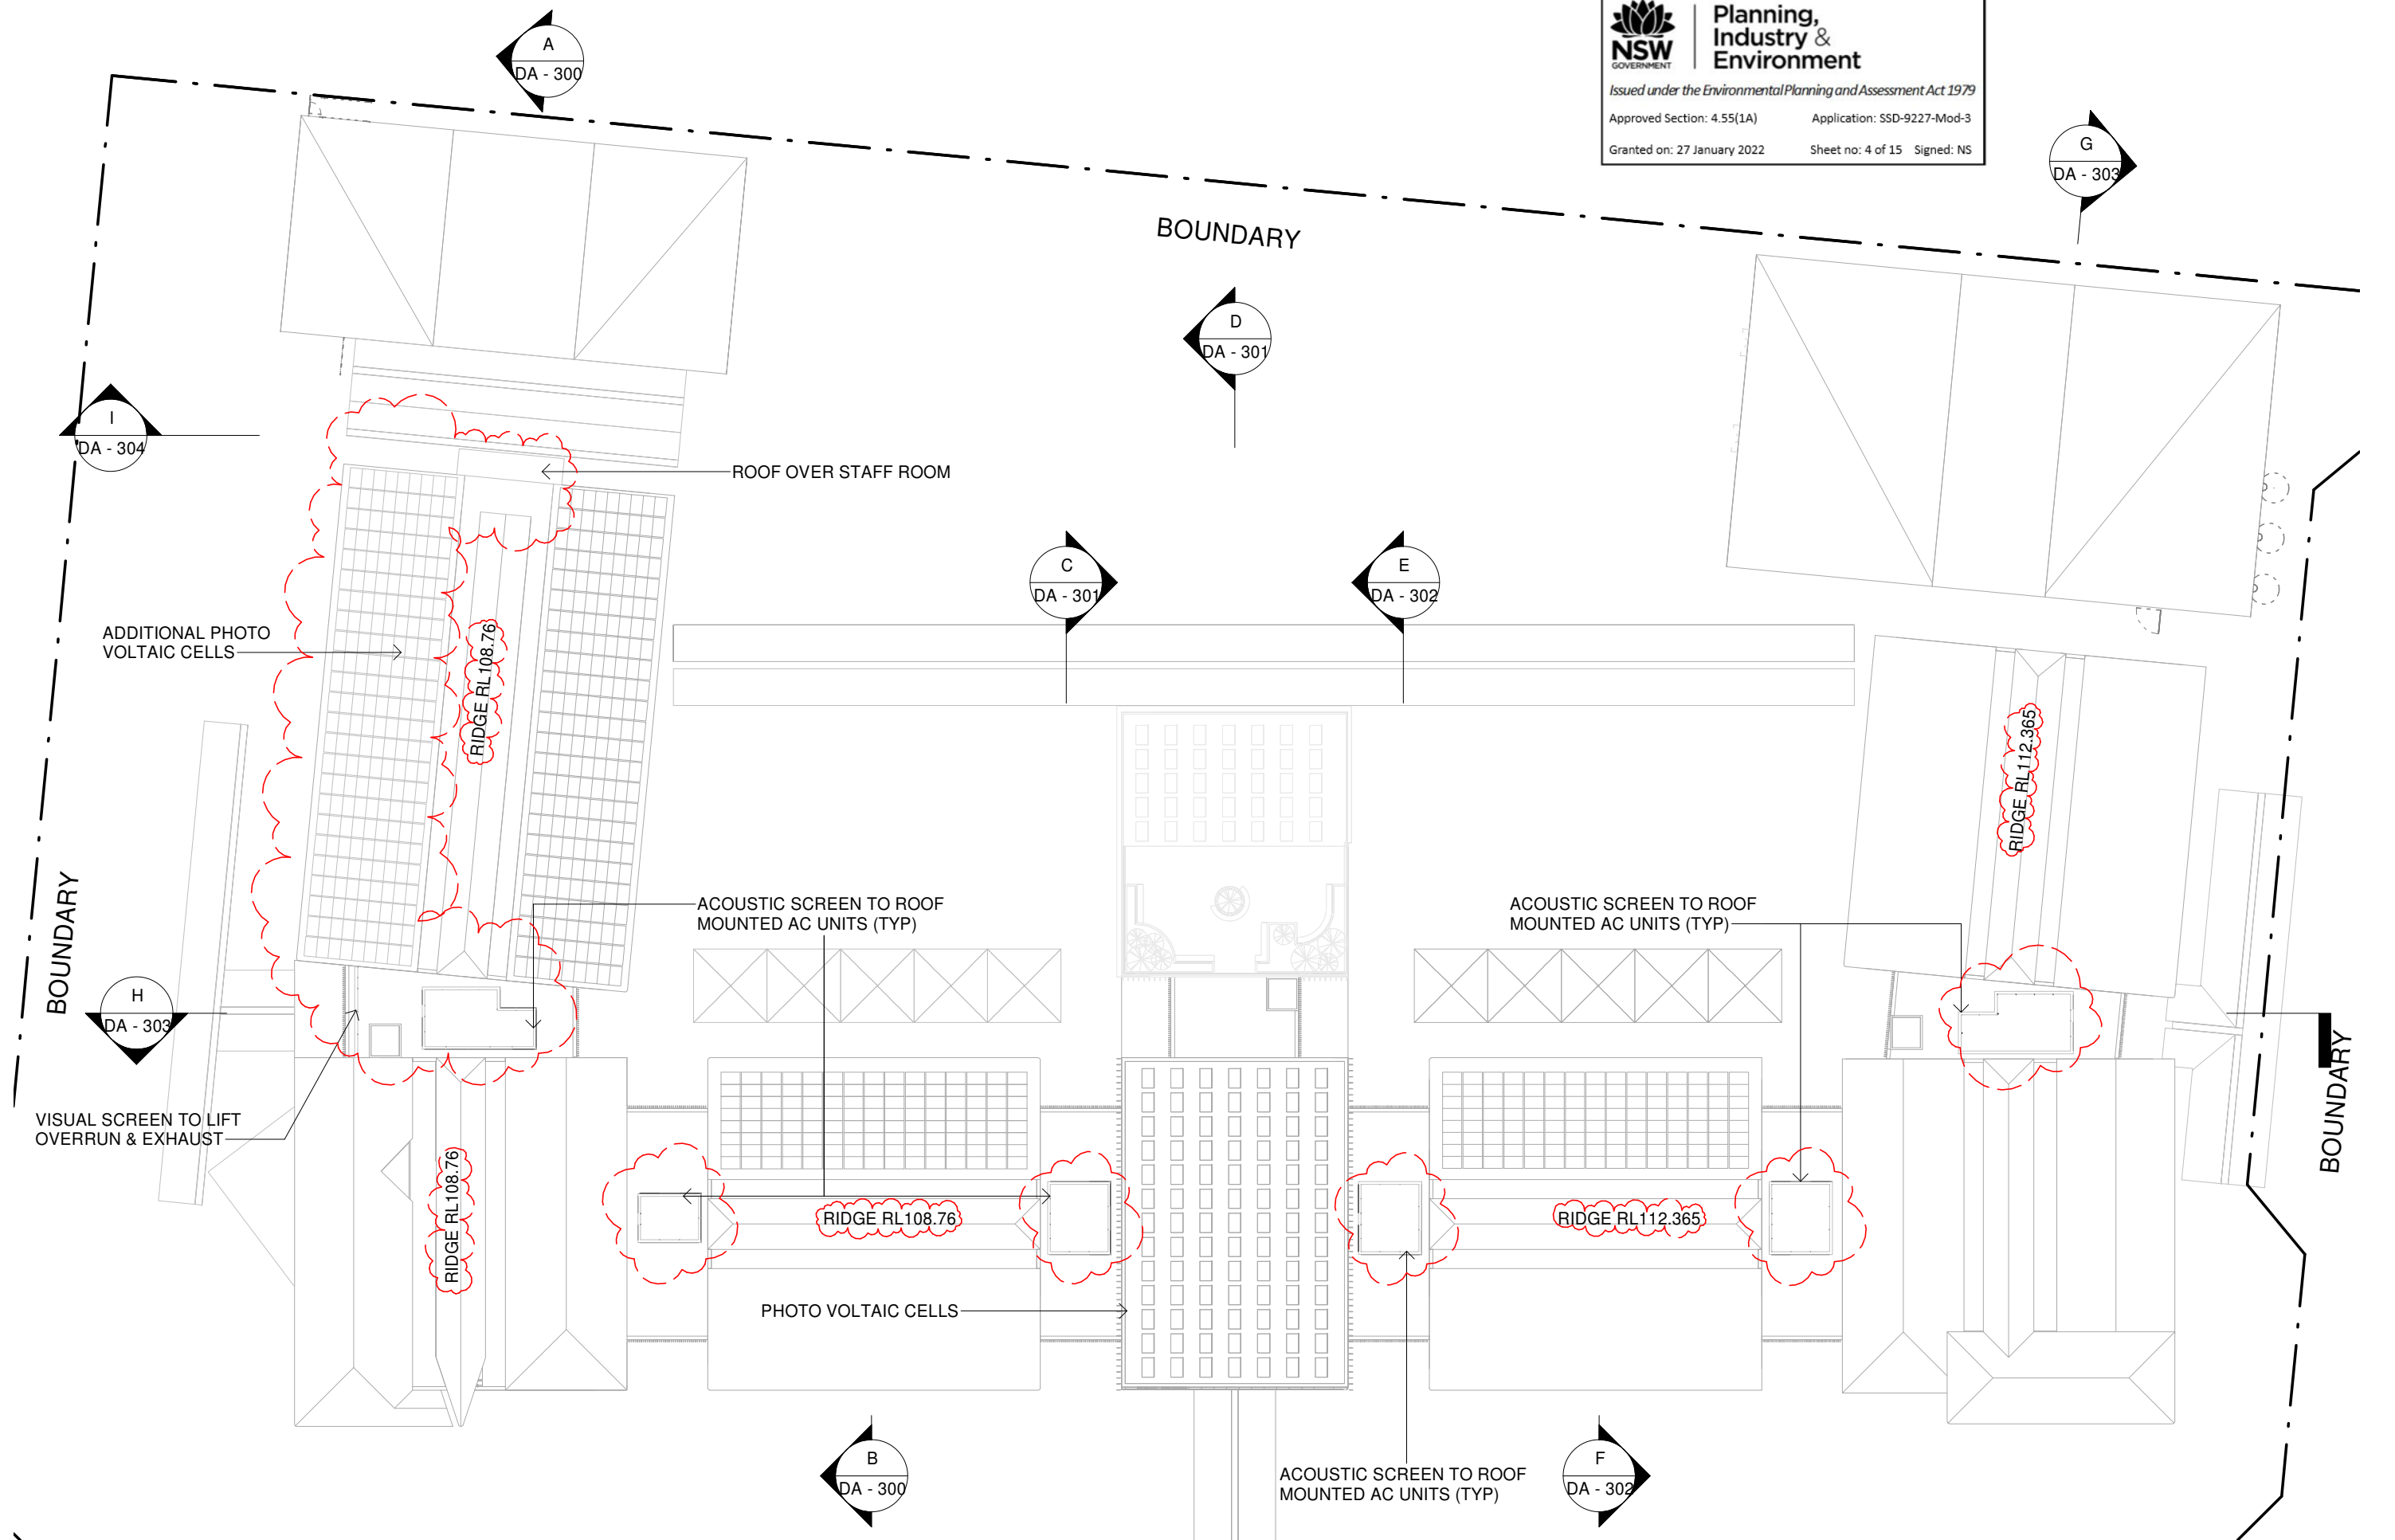 NSW
GOVERNMENT
Planning,
Industry &
Environment
Issued under the Environmental Planning and Assessment Act 1979
Approved Section: 4.55(1A) Application: SSD-9227-Mod-3
Granted on: 27 January 2022 Sheet no: 4 of 15 Signed: NS
A
DA - 300
G
DA - 303
BOUNDARY
D
DA - 301
I
DA - 304
ROOF OVER STAFF ROOM
C
DA - 301
E
DA - 302
ADDITIONAL PHOTO
VOLTAIC CELLS
RIDGE RL108.76
RIDGE RL112.365
ACOUSTIC SCREEN TO ROOF
MOUNTED AC UNITS (TYP)
ACOUSTIC SCREEN TO ROOF
MOUNTED AC UNITS (TYP)
BOUNDARY
H
DA - 303
BOUNDARY
VISUAL SCREEN TO LIFT
OVERRUN & EXHAUST
RIDGE RL108.76
RIDGE RL108.76
RIDGE RL112.365
PHOTO VOLTAIC CELLS
B
DA - 300
ACOUSTIC SCREEN TO ROOF
MOUNTED AC UNITS (TYP)
F
DA - 302